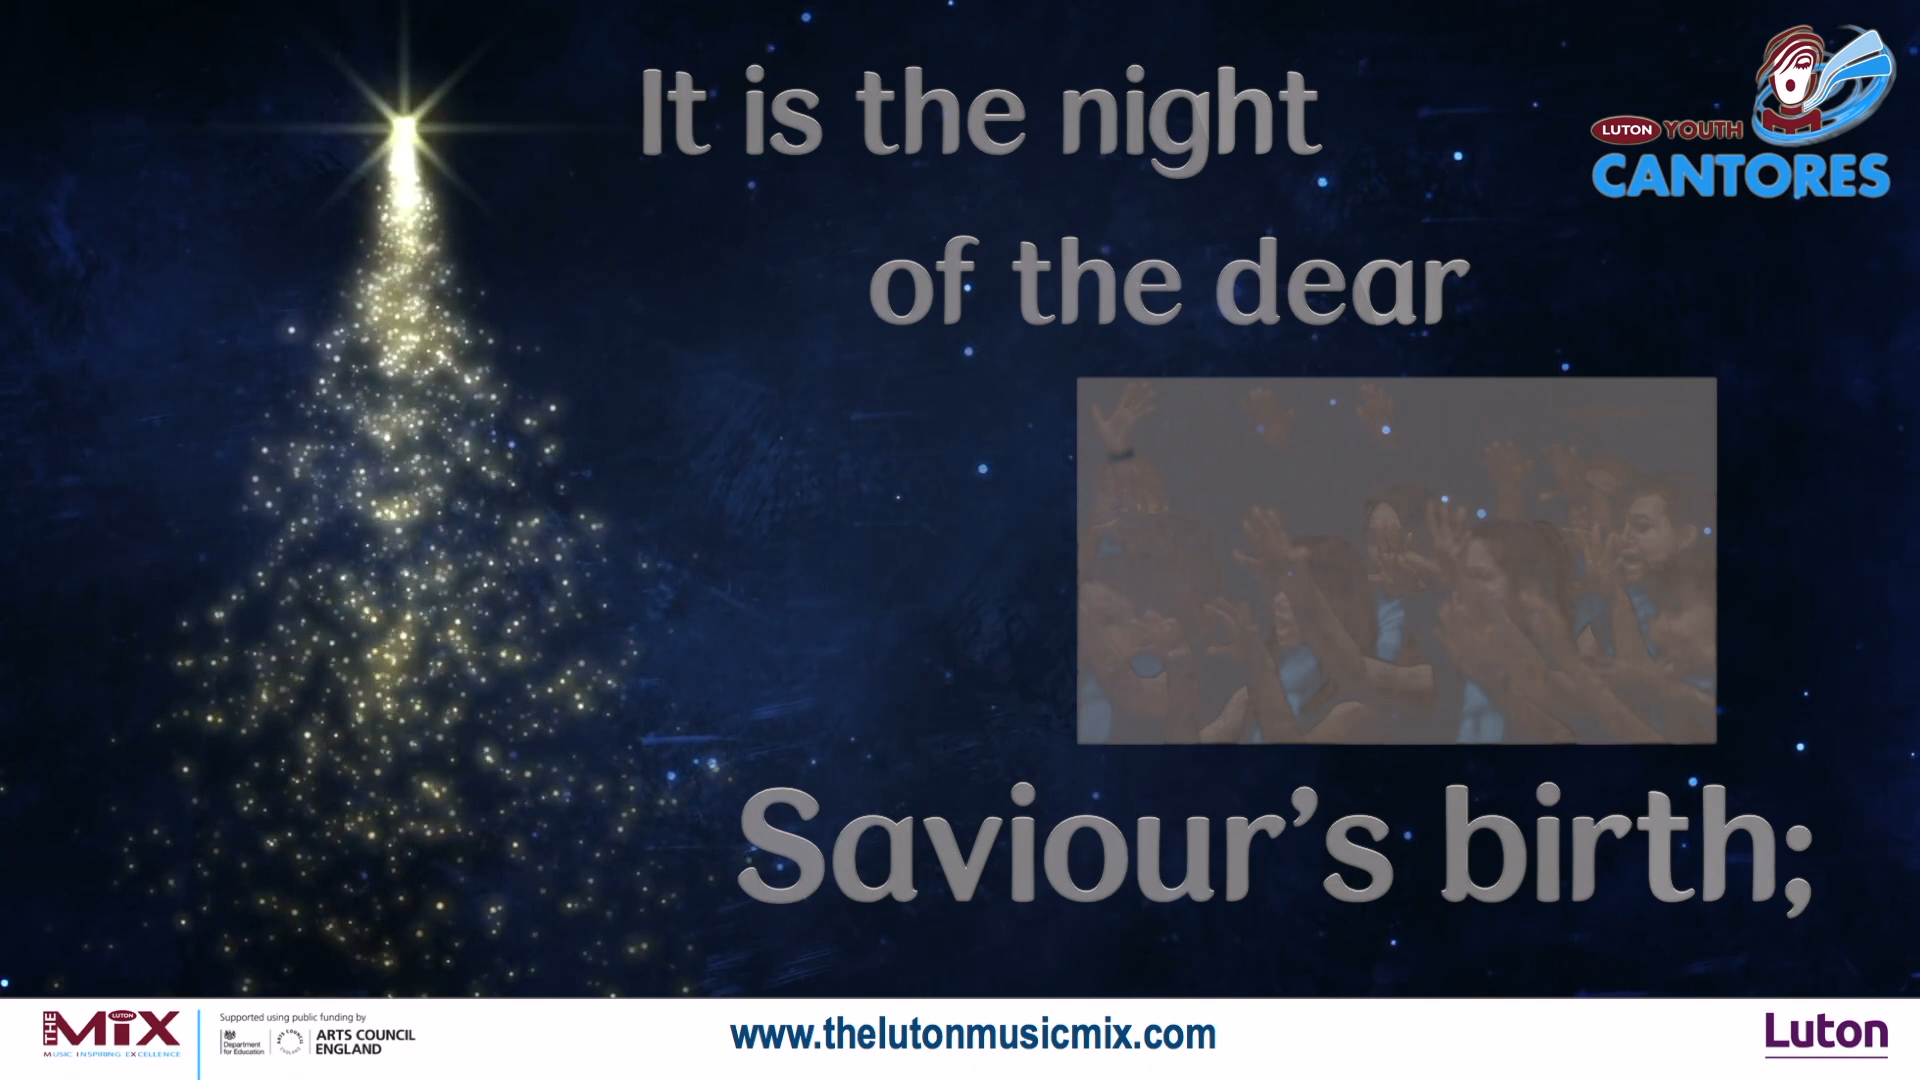 It is the night
of the dear
Saviour's birth;
LUTON YOUTH
CANTORES
THE MiX
LUTON
MUSIC INSPIRING EXCELLENCE
Supported using public funding by
Department
for Education
ARTS COUNCIL
ENGLAND
www.thelutonmusicmix.com
Luton